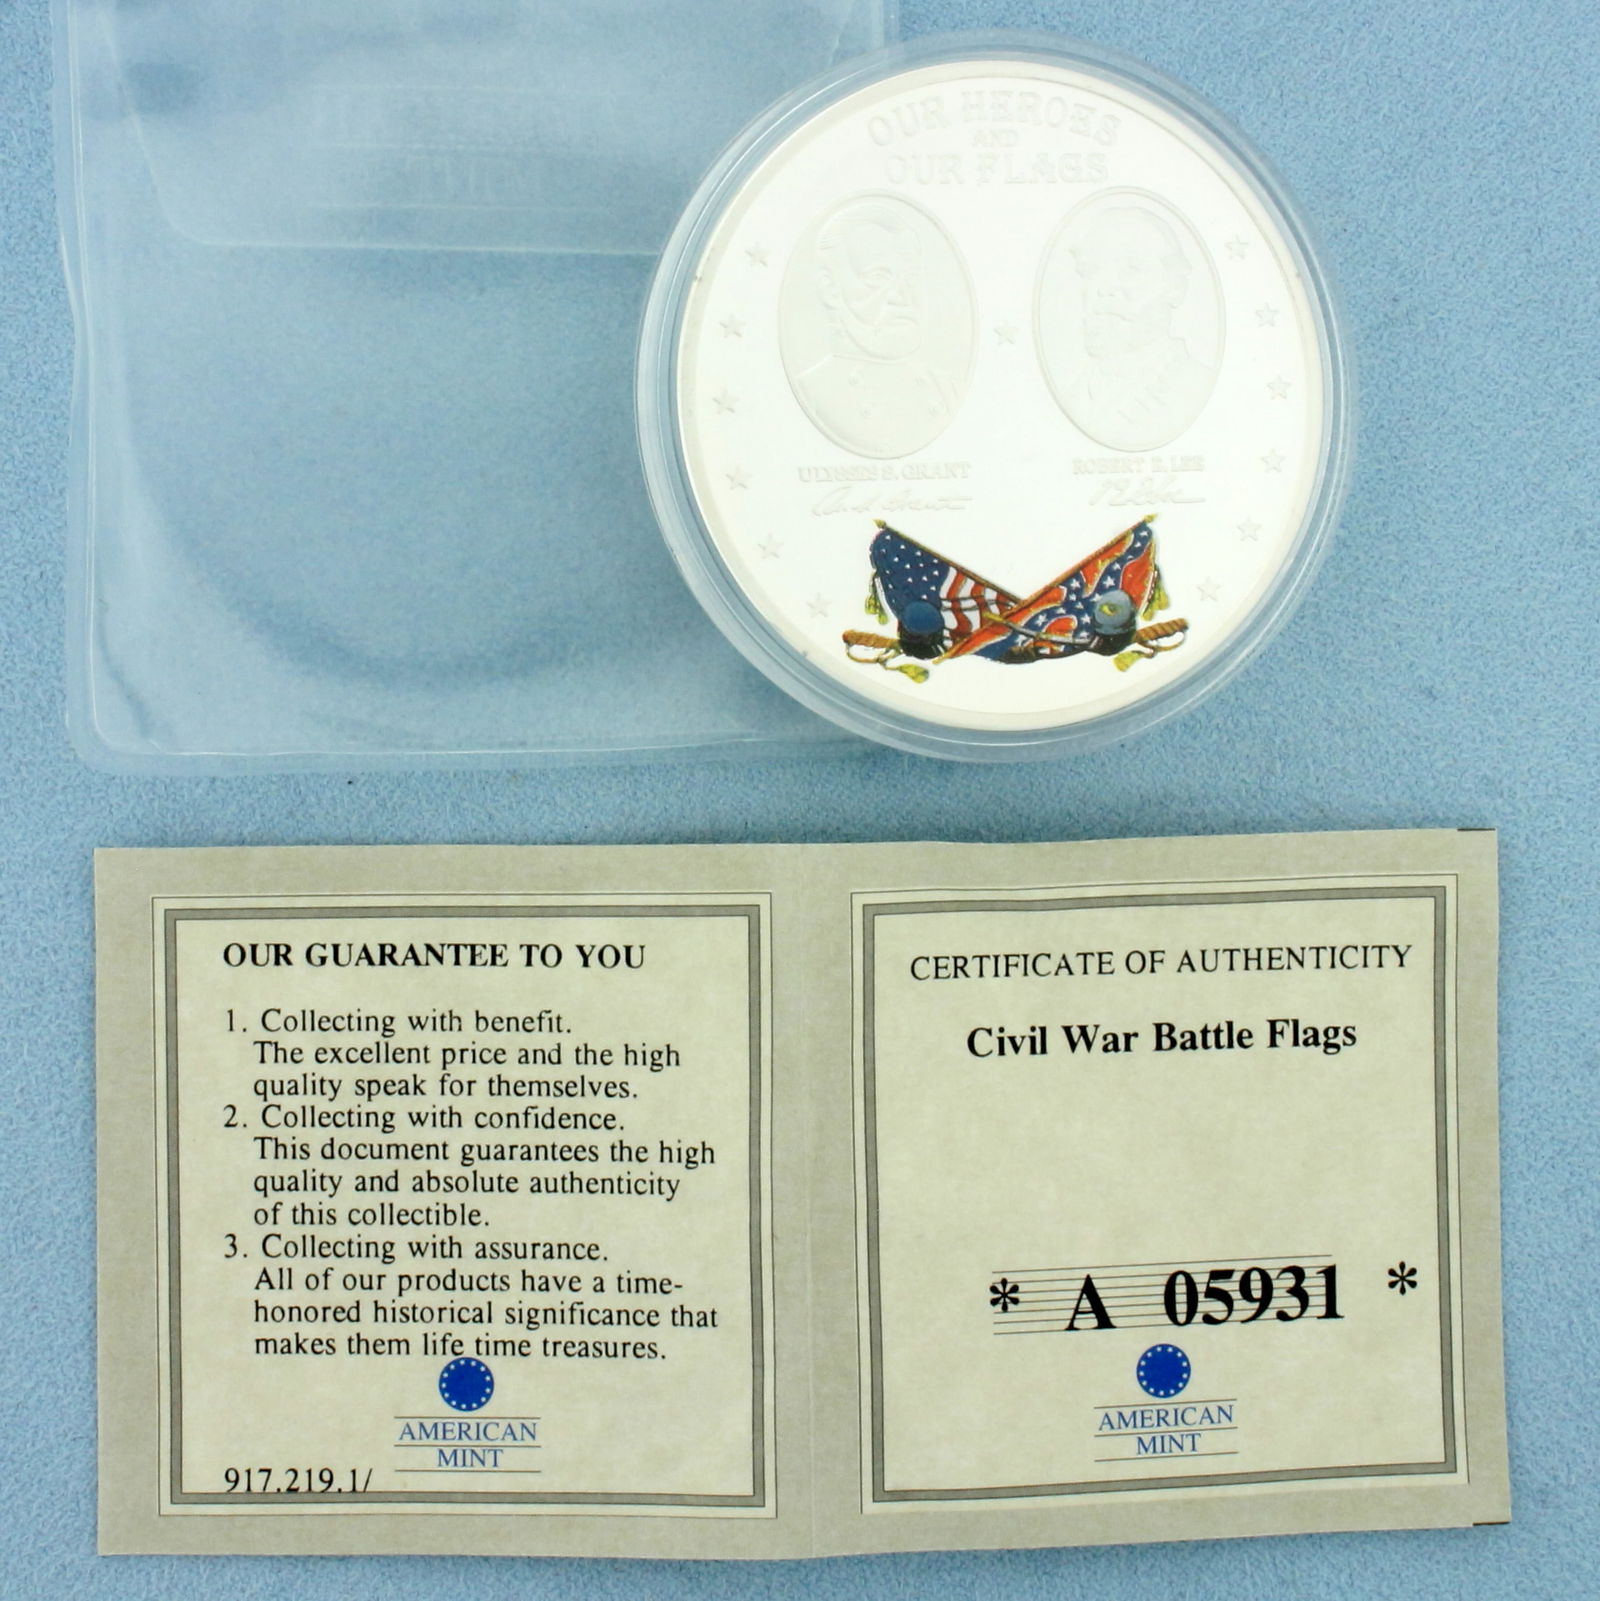 OUR HEROES
AND
OUR FLAGS
ULYSSES S. GRANT
ROBERT E. LEE
OUR GUARANTEE TO YOU
1. Collecting with benefit.
The excellent price and the high
quality speak for themselves.
2. Collecting with confidence.
This document guarantees the high
quality and absolute authenticity
of this collectible.
3. Collecting with assurance.
All of our products have a time-
honored historical significance that
makes them life time treasures.
AMERICAN
MINT
917.219.1/
CERTIFICATE OF AUTHENTICITY
Civil War Battle Flags
* A 05931 *
AMERICAN
MINT